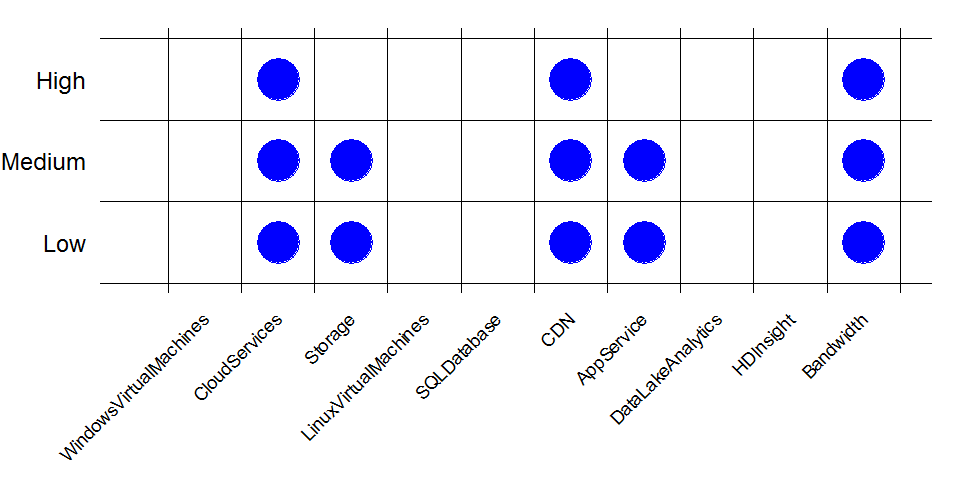 High
Medium
Low
WindowsVirtualMachines
CloudServices
Storage
LinuxVirtualMachines
SQLDatabase
CDN
AppService
DataLakeAnalytics
HDInsight
Bandwidth